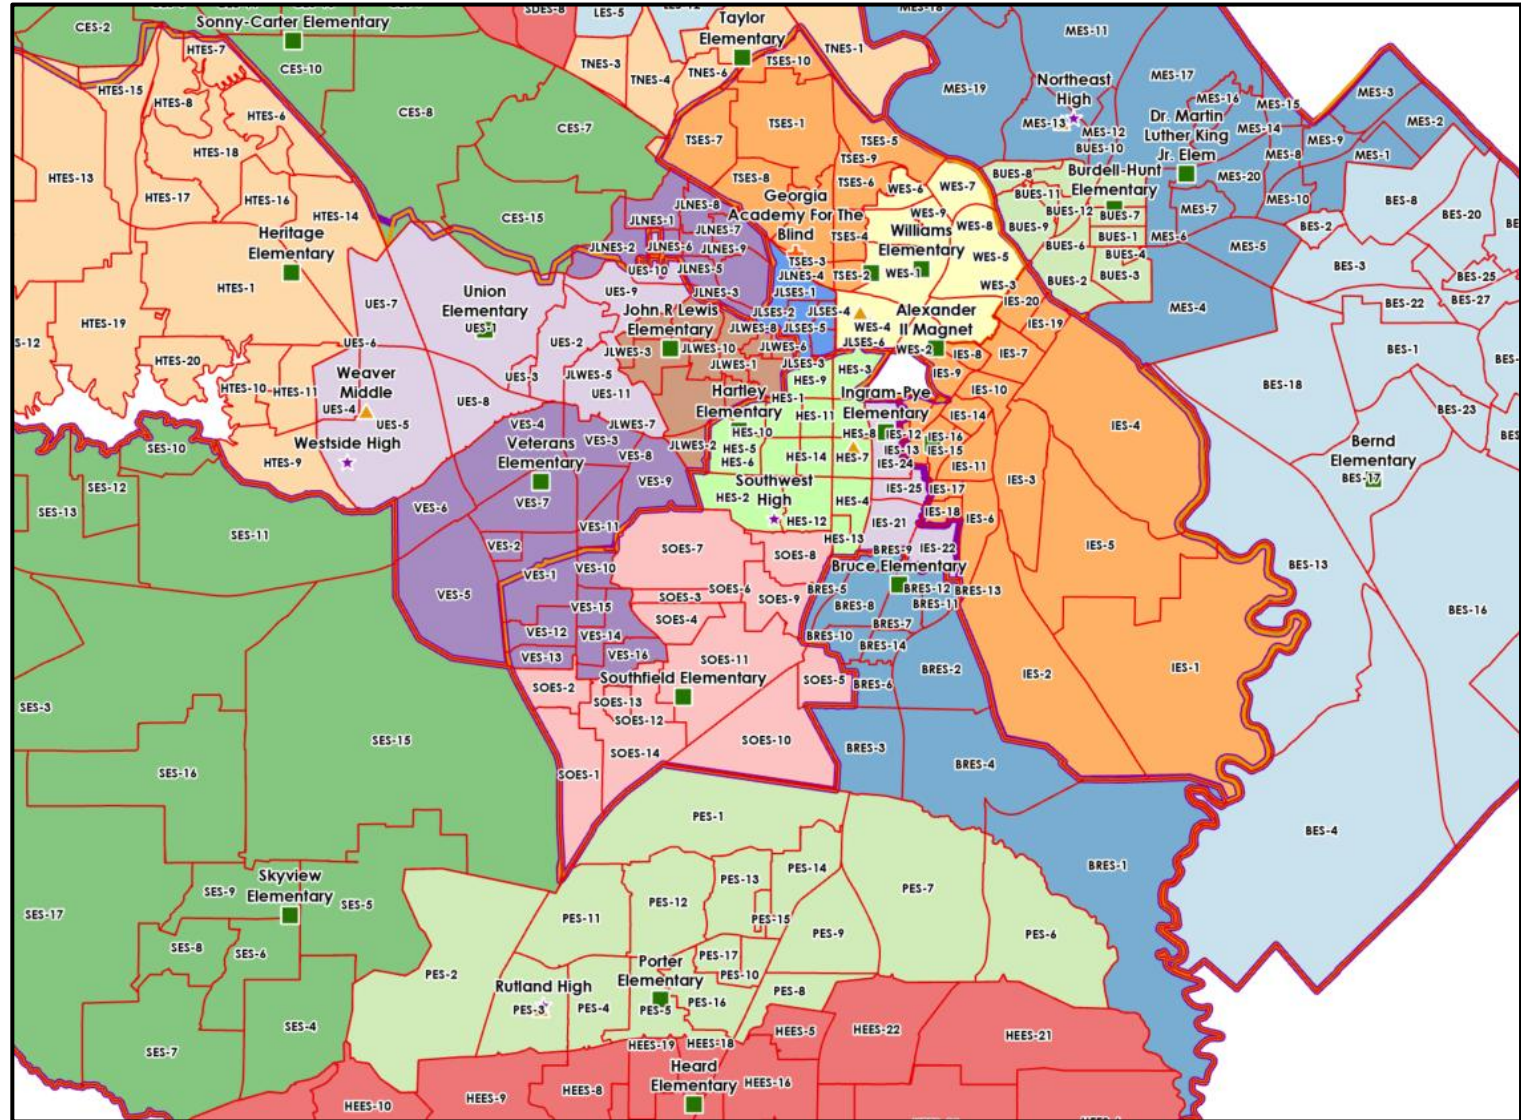 CES-2
Sonny-Carter Elementary
SDES-8
LES-5
Taylor
Elementary
TNES-1
MES-18
MES-11
HTES-7
CES-10
TNES-3
TNES-4
TNES-6
TSES-10
HTES-15
HTES-8
HTES-6
CES-8
CES-7
TSES-7
TSES-1
TSES-5
MES-19
Northeast
High
MES-13
MES-12
MES-17
MES-16
MES-15
MES-3
MES-2
Dr. Martin
Luther King
Jr. Elem
MES-14
MES-9
MES-8
MES-1
HTES-18
HTES-13
HTES-17
HTES-16
HTES-14
TSES-9
TSES-8
TSES-6
WES-6
WES-7
BUES-10
BUES-8
Burdell-Hunt
Elementary
MES-20
MES-10
MES-7
BES-8
BES-20
BES-2
Heritage
Elementary
HTES-1
CES-15
JLNES-8
JLNES-1
JLNES-7
JLNES-2
JLNES-6
JLNES-9
UES-10
JLNES-5
JLNES-3
Georgia
Academy For The
Blind
TSES-4
TSES-3
JLNES-4
TSES-2
WES-9
WES-8
Williams
Elementary
WES-1
WES-5
WES-3
BUES-11
BUES-12
BUES-7
BUES-9
BUES-1
BUES-6
BUES-4
BUES-3
BUES-2
MES-6
MES-5
MES-4
BES-3
BES-25
BES-22
BES-27
HTES-19
HTES-20
UES-7
Union
Elementary
UES-1
UES-9
John R Lewis
Elementary
JLSES-1
JLSES-2
JLSES-4
JLSES-5
JLWES-8
JLWES-6
WES-4
JLSES-6
Alexander
II Magnet
WES-2
IES-20
IES-19
IES-8
IES-7
IES-9
IES-10
S-12
UES-6
UES-2
JLWES-3
JLWES-10
JLWES-1
JLSES-3
HES-3
HES-9
BES-1
BES-18
BES-23
HTES-10
HTES-11
Weaver
Middle
UES-4
UES-5
UES-8
UES-3
JLWES-5
UES-11
JLWES-7
Hartley
Elementary
HES-1
HES-11
HES-10
Ingram-Pye
Elementary
HES-8
IES-12
IES-14
IES-16
IES-15
IES-13
IES-4
Westside High
HTES-9
SES-10
SES-12
SES-13
SES-11
VES-4
Veterans
Elementary
VES-3
VES-8
VES-7
VES-9
VES-6
VES-11
VES-2
JLWES-2
HES-5
HES-6
HES-14
HES-7
IES-24
IES-11
Southwest
High
HES-2
HES-4
HES-12
HES-13
IES-25
IES-17
IES-18
IES-21
IES-6
IES-3
IES-5
Bernd
Elementary
BES-17
BES-13
BES-16
SOES-7
SOES-8
BRES-9
IES-22
Bruce Elementary
VES-1
VES-10
VES-5
VES-15
VES-12
VES-14
VES-13
VES-16
SOES-6
SOES-3
SOES-9
SOES-4
SOES-11
BRES-5
BRES-8
BRES-12
BRES-13
BRES-11
BRES-7
BRES-10
BRES-14
BRES-2
BRES-6
IES-2
IES-1
Southfield Elementary
SOES-2
SOES-13
SOES-12
SOES-5
SOES-14
SOES-10
SOES-1
BRES-3
BRES-4
SES-3
SES-15
SES-16
PES-1
BES-4
BRES-1
Skyview
Elementary
SES-9
SES-5
SES-17
SES-8
SES-6
PES-14
PES-13
PES-12
PES-11
PES-15
PES-7
PES-9
PES-6
PES-2
Porter
Elementary
PES-17
PES-10
Rutland High
PES-3
PES-4
PES-5
PES-16
PES-8
SES-4
SES-7
HEES-19
HEES-18
HEES-5
HEES-22
HEES-21
Heard
Elementary
HEES-16
HEES-8
HEES-9
HEES-10